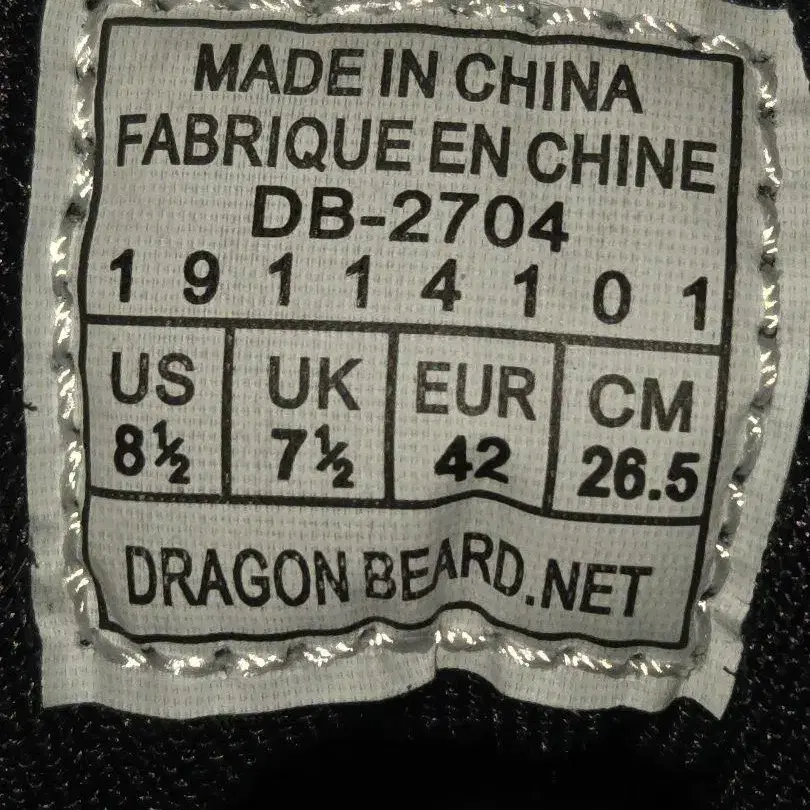 MADE IN CHINA
FABRIQUE EN CHINE
DB-2704
1 9 1 1 4 1 0 1
US UK EUR CM
8½ 7½ 42 26.5
DRAGON BEARD.NET